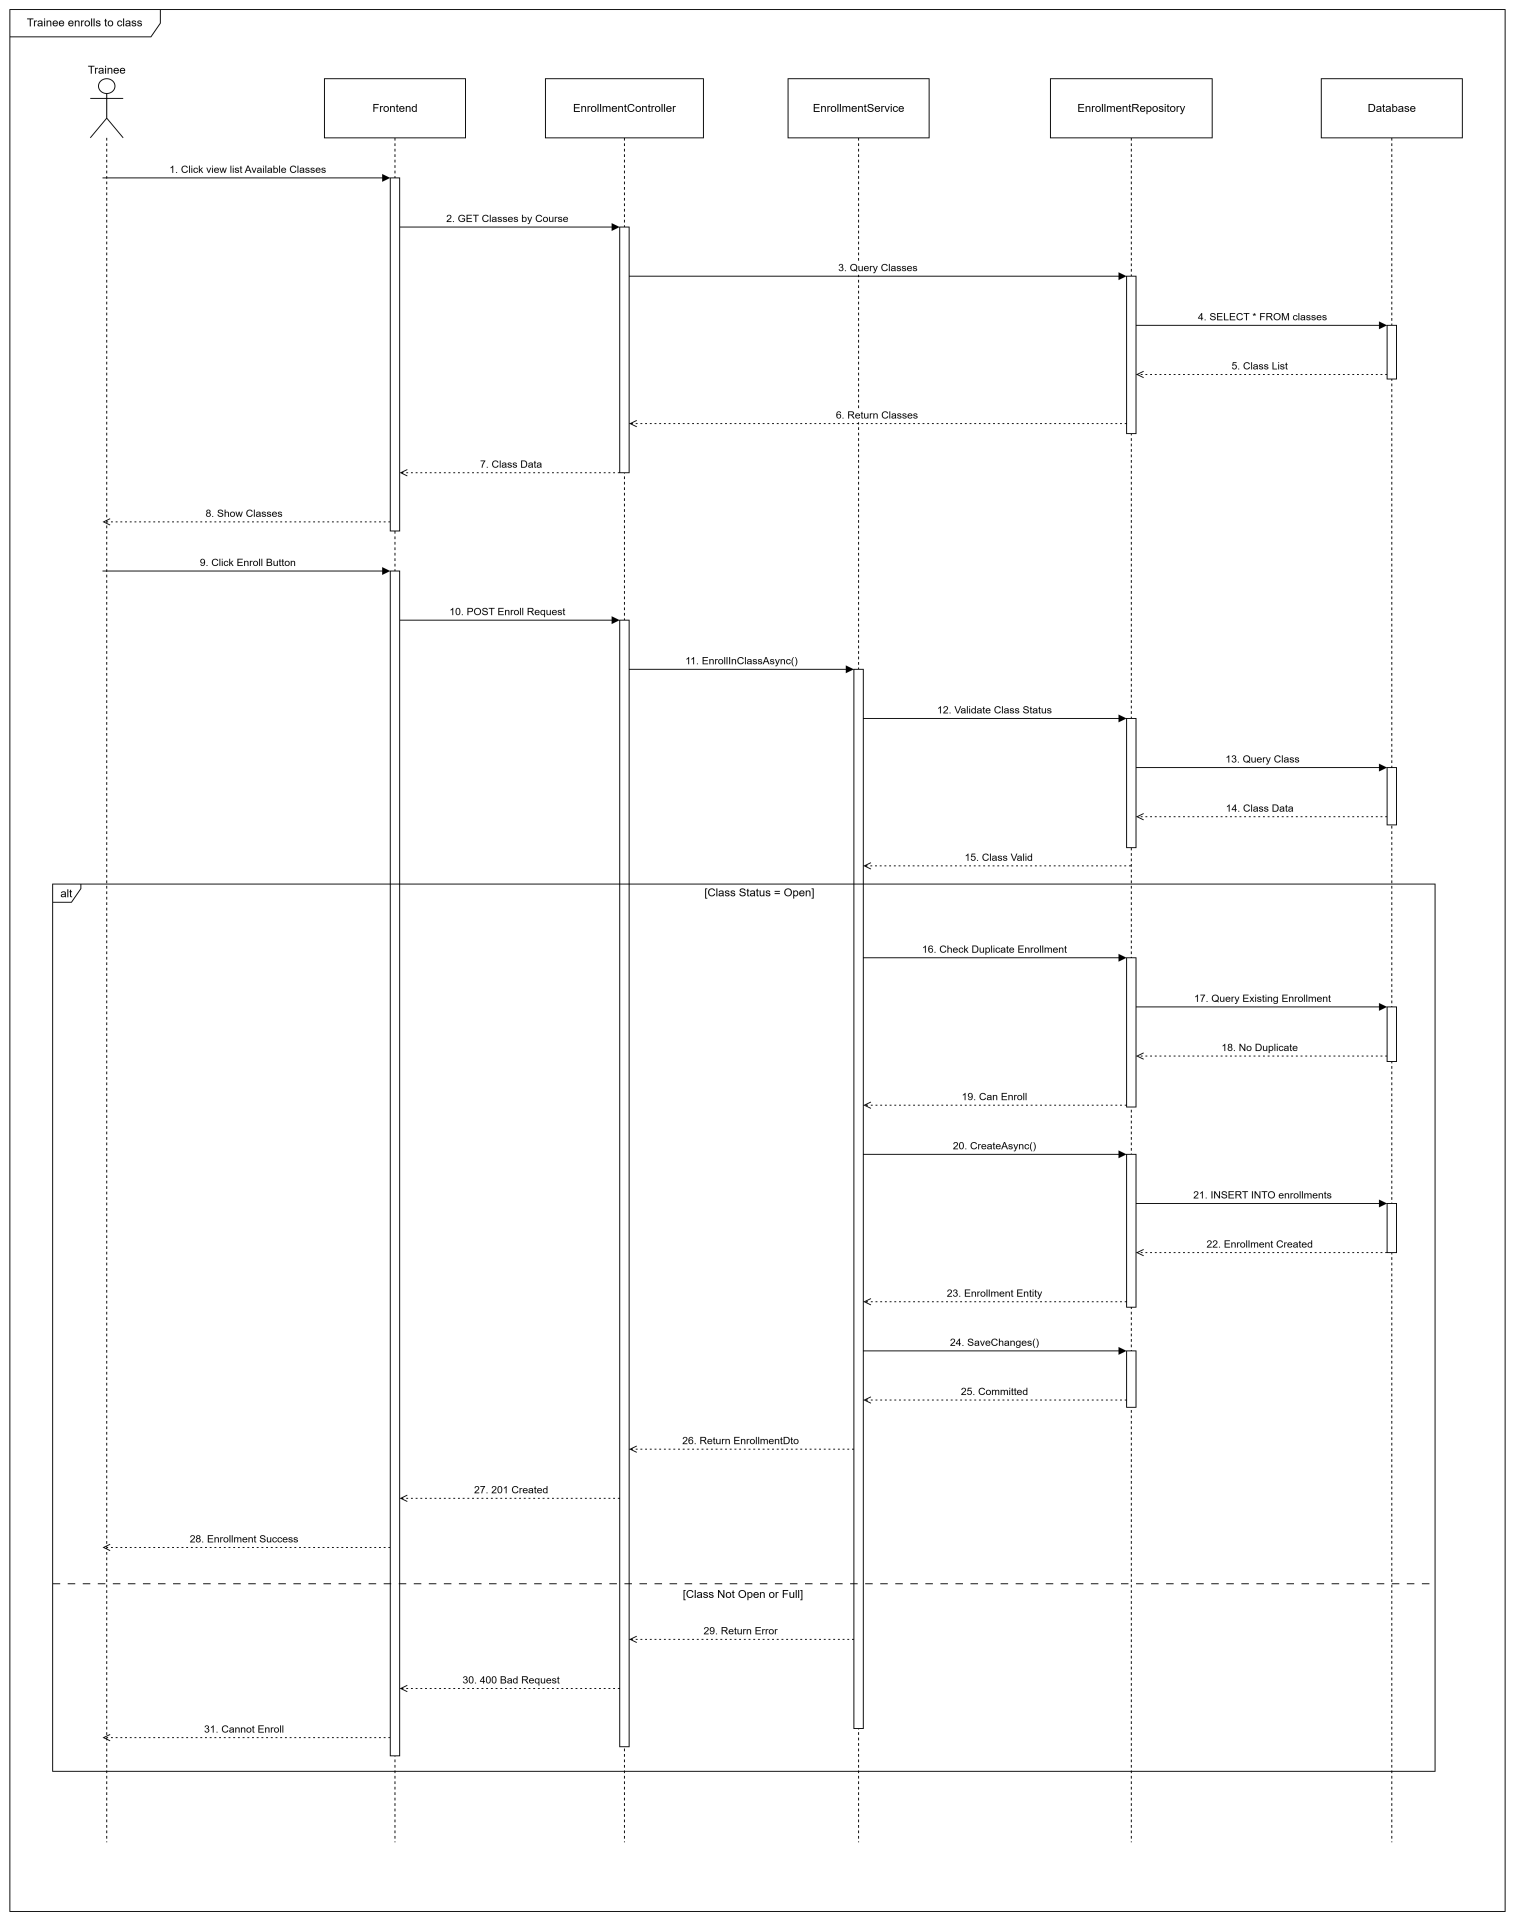 Trainee enrolls to class
Trainee
Frontend
EnrollmentController
EnrollmentService
EnrollmentRepository
Database
1. Click view list Available Classes
2. GET Classes by Course
3. Query Classes
4. SELECT * FROM classes
5. Class List
6. Return Classes
7. Class Data
8. Show Classes
9. Click Enroll Button
10. POST Enroll Request
11. EnrollInClassAsync()
12. Validate Class Status
13. Query Class
14. Class Data
15. Class Valid
alt
[Class Status = Open]
16. Check Duplicate Enrollment
17. Query Existing Enrollment
18. No Duplicate
19. Can Enroll
20. CreateAsync()
21. INSERT INTO enrollments
22. Enrollment Created
23. Enrollment Entity
24. SaveChanges()
25. Committed
26. Return EnrollmentDto
27. 201 Created
28. Enrollment Success
[Class Not Open or Full]
29. Return Error
30. 400 Bad Request
31. Cannot Enroll